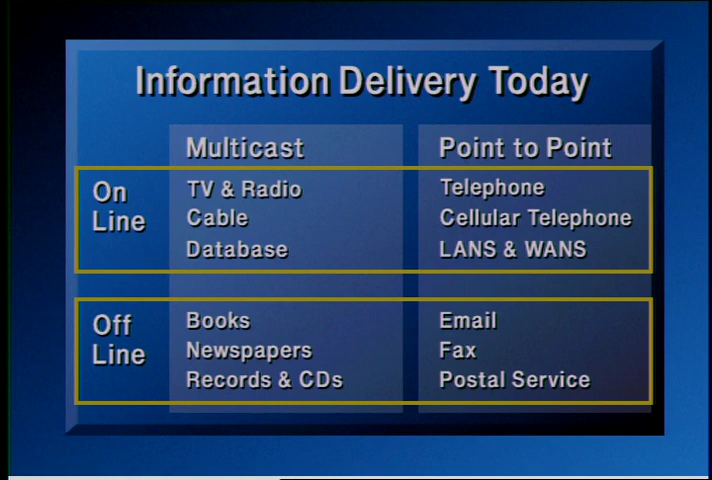 Information Delivery Today
Multicast
Point to Point
On
Line
TV & Radio
Cable
Database
Telephone
Cellular Telephone
LANS & WANS
Off
Line
Books
Newspapers
Records & CDs
Email
Fax
Postal Service